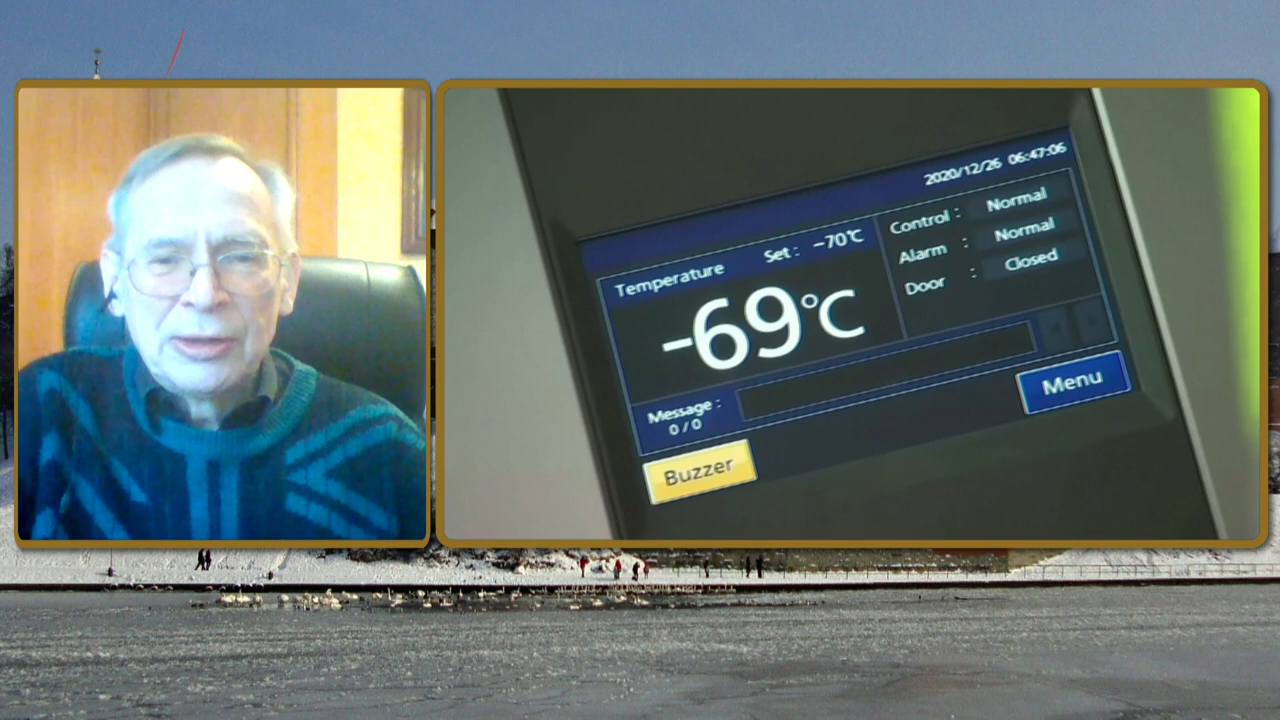 2020/12/26 06:47:06
Temperature Set : -70℃
-69℃
Control : Normal
Alarm : Normal
Door : Closed
Message :
0 / 0
Menu
Buzzer